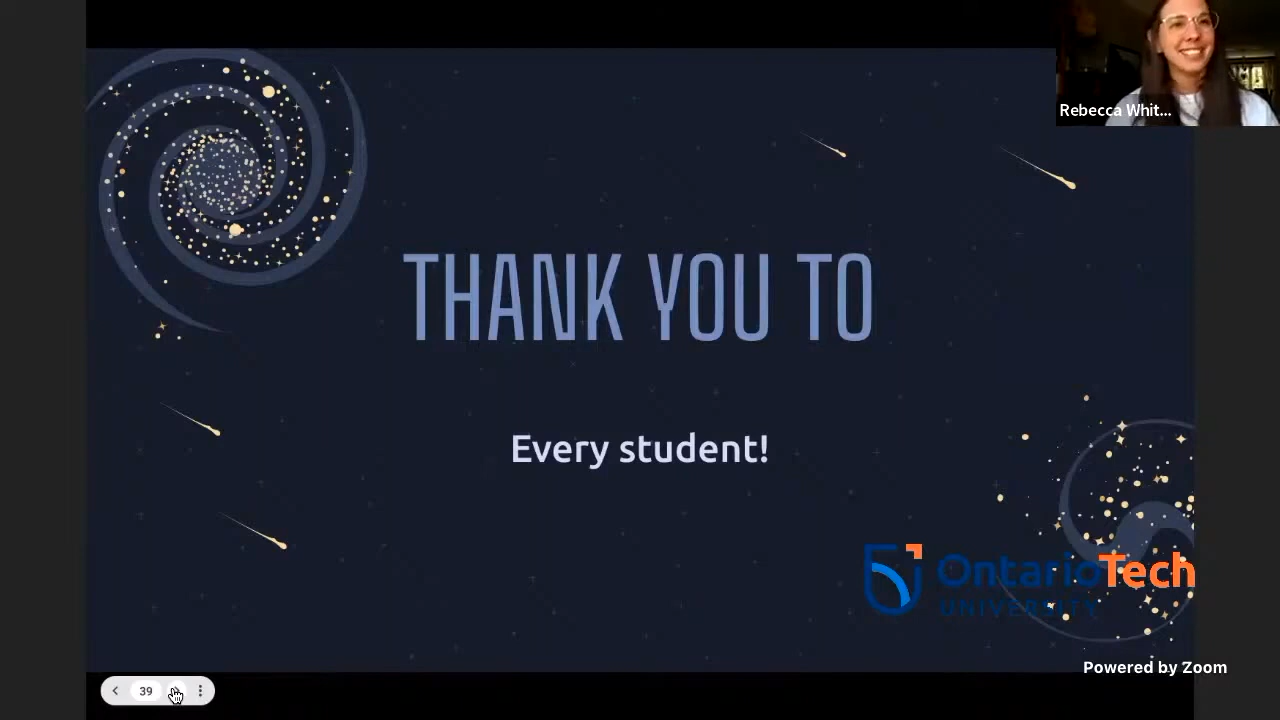 Rebecca Whit...
THANK YOU TO
Every student!
OntarioTech
UNIVERSITY
Powered by Zoom
39